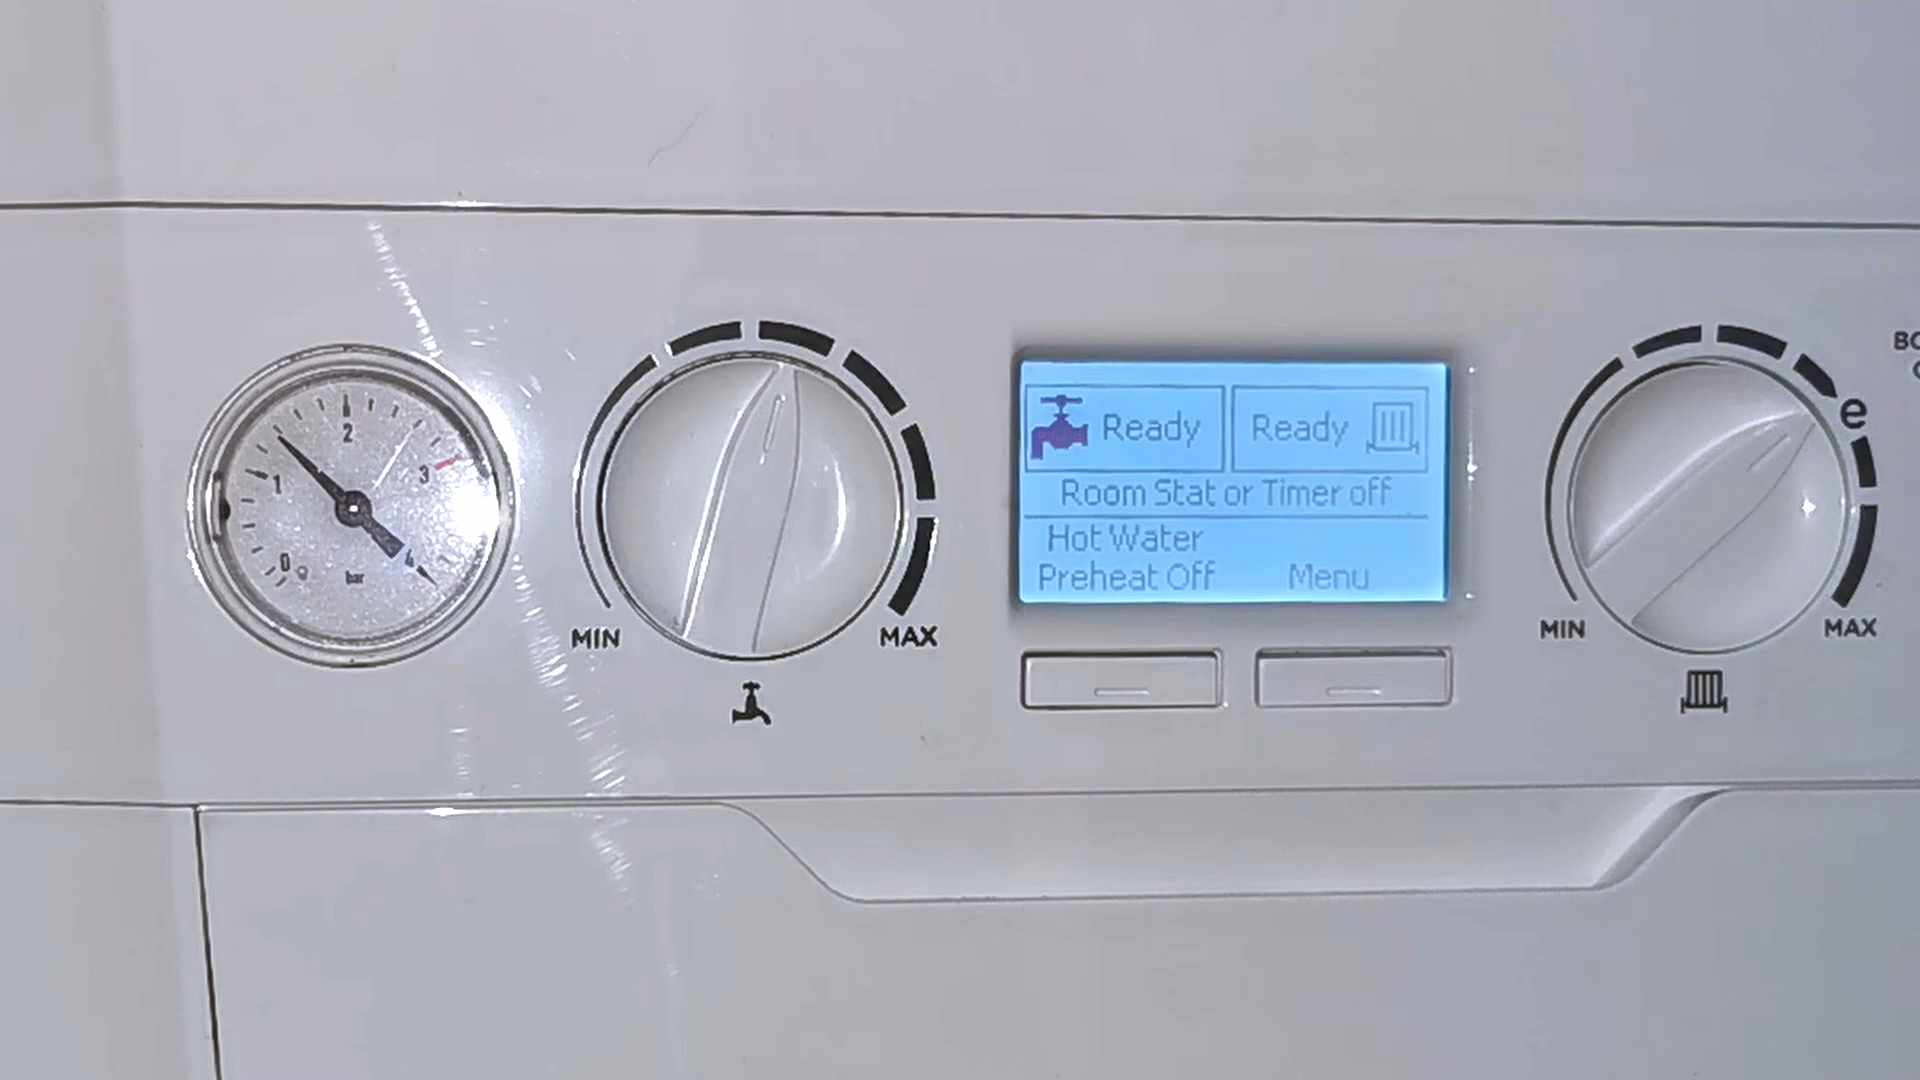 0
1
2
3
4
bar
MIN
MAX
Ready
Ready
Room Stat or Timer off
Hot Water
Preheat Off
Menu
e
MIN
MAX